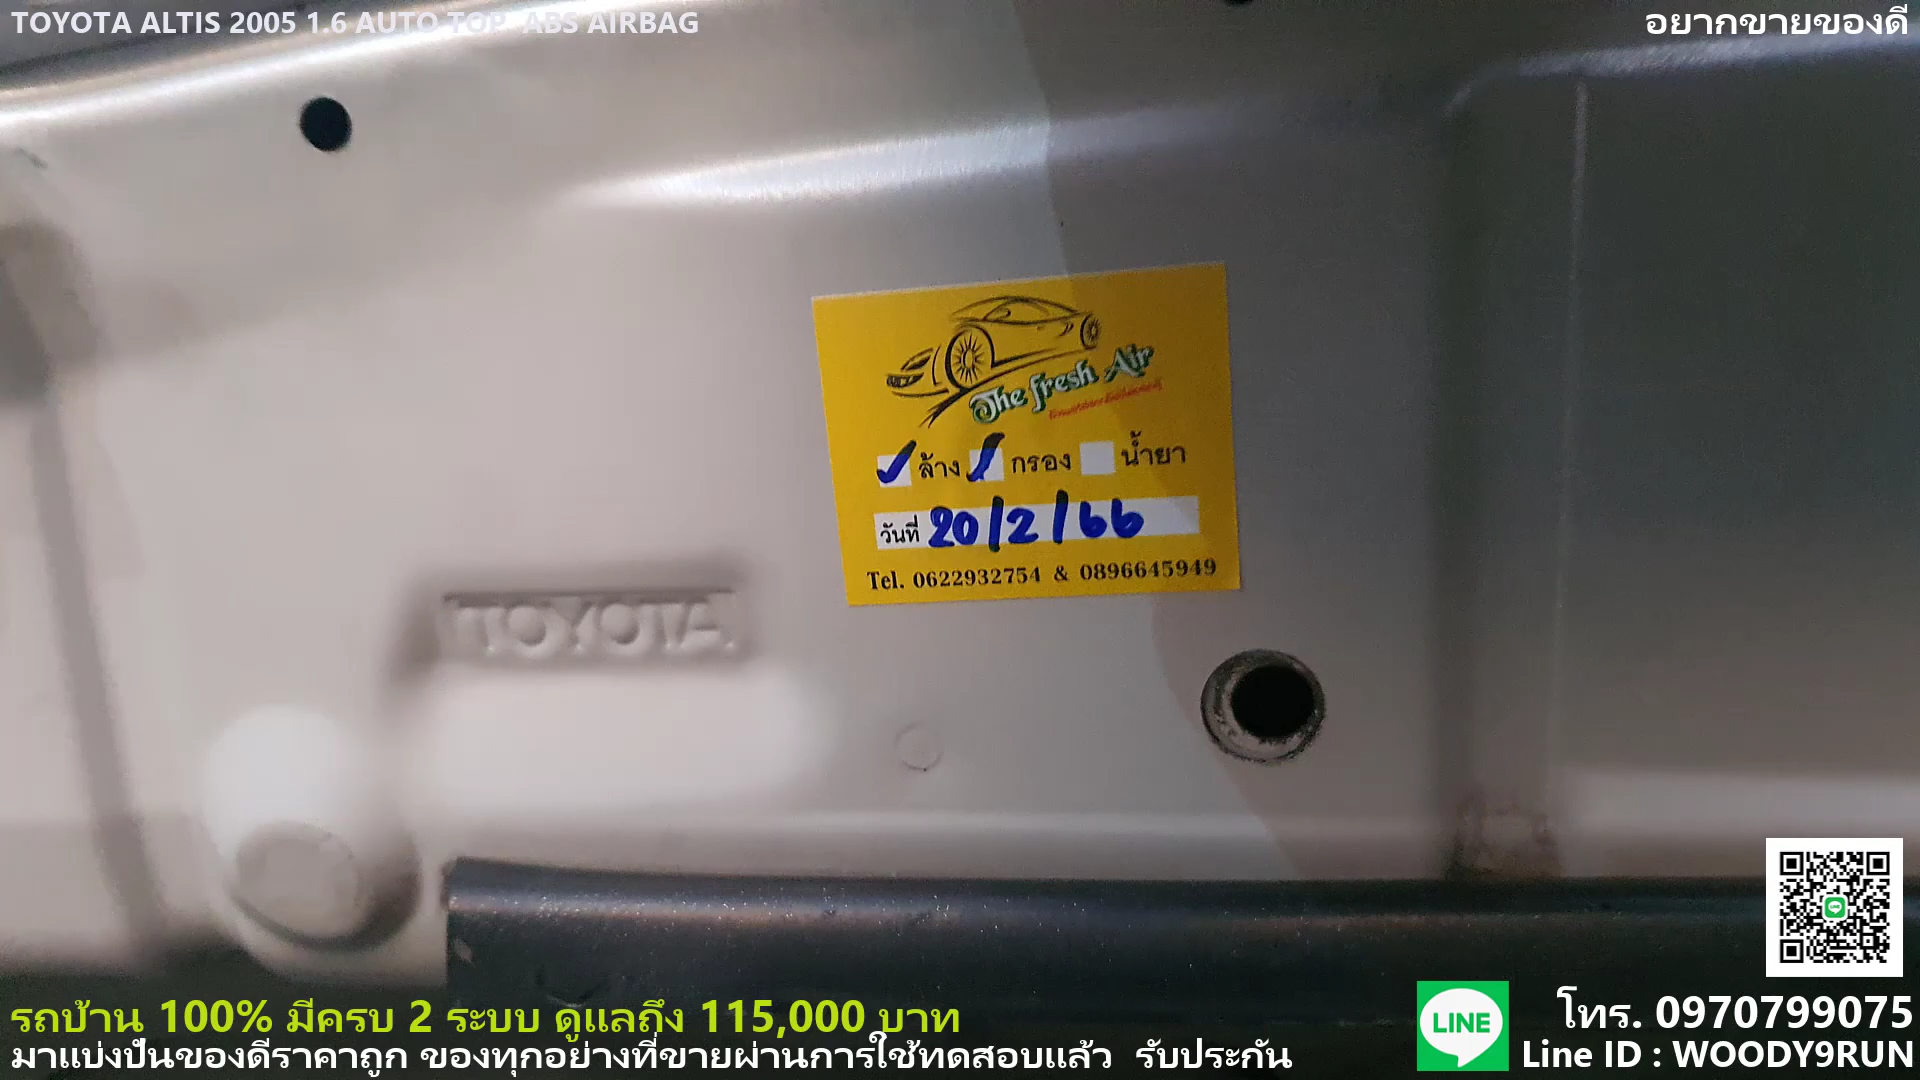 TOYOTA ALTIS 2005 1.6 AUTO TOP ABS AIRBAG
อยากขายของดี
The fresh Air
ล้าง กรอง น้ำยา
วันที่ 20/2/66
Tel. 0622932754 & 0896645949
TOYOTA
รถบ้าน 100% มีครบ 2 ระบบ ดูแลถึง 115,000 บาท
มาแบ่งปันของดีราคาถูก ของทุกอย่างที่ขายผ่านการใช้ทดสอบแล้ว รับประกัน
LINE
โทร. 0970799075
Line ID : WOODY9RUN